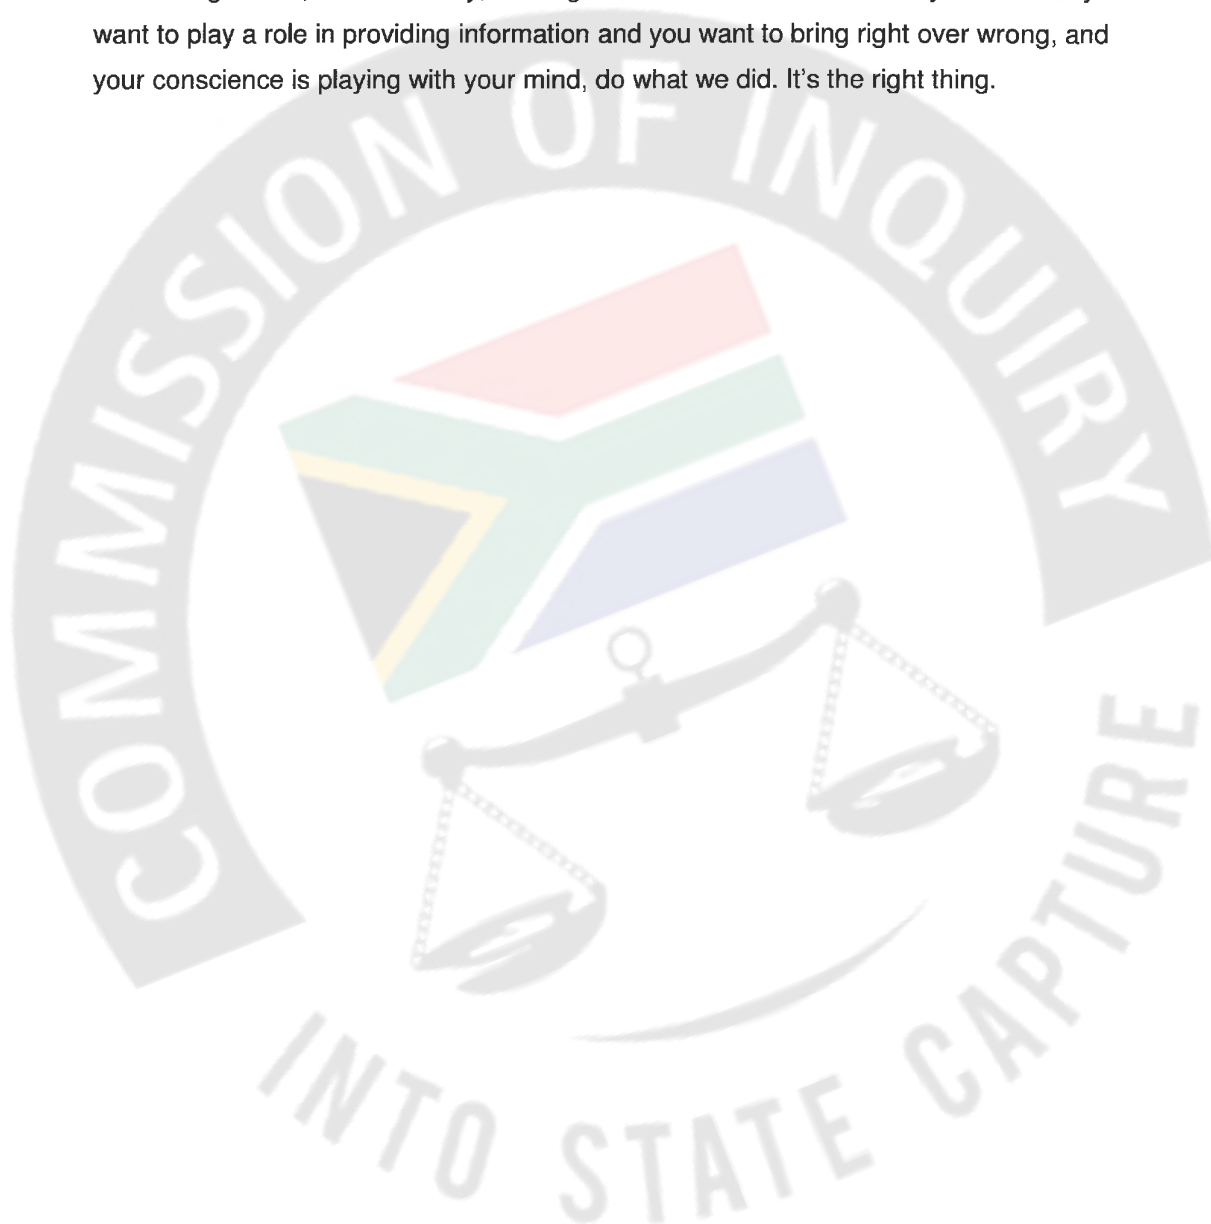 want to play a role in providing information and you want to bring right over wrong, and
your conscience is playing with your mind, do what we did. It's the right thing.
COMMISSION OF INQUIRY
INTO STATE CAPTURE